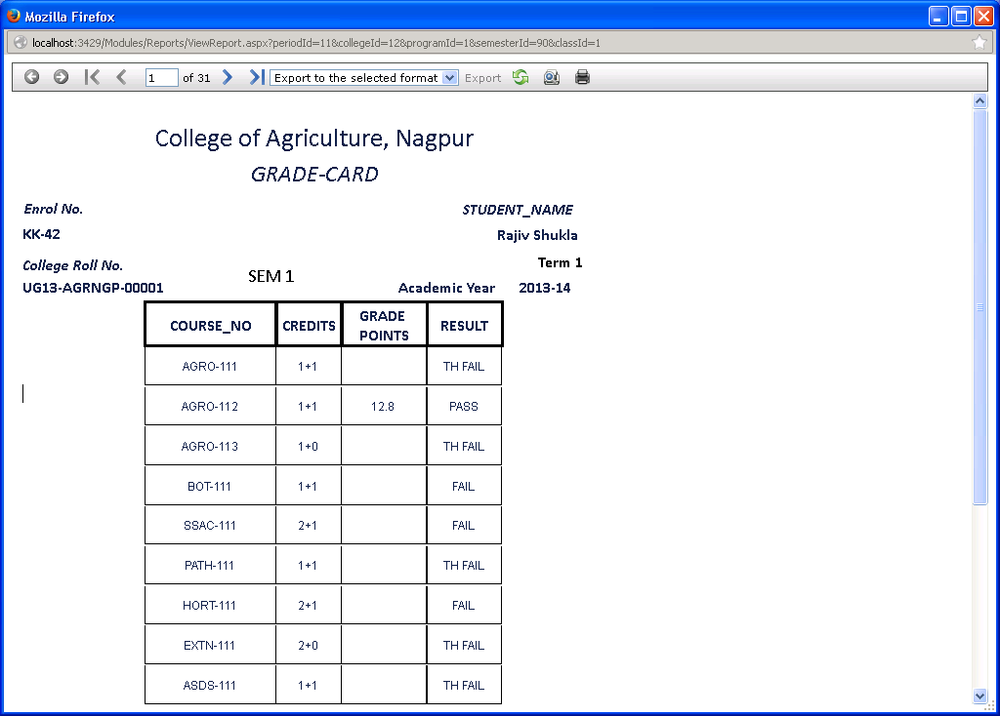 Mozilla Firefox
localhost:3429/Modules/Reports/ViewReport.aspx?periodId=11&collegeId=12&programId=1&semesterId=90&classId=1
1 of 31 Export to the selected format Export
College of Agriculture, Nagpur
GRADE-CARD
Enrol No. STUDENT_NAME
KK-42 Rajiv Shukla
College Roll No. Term 1
SEM 1
UG13-AGRNGP-00001 Academic Year 2013-14
COURSE_NO CREDITS GRADE POINTS RESULT
AGRO-111 1+1 TH FAIL
AGRO-112 1+1 12.8 PASS
AGRO-113 1+0 TH FAIL
BOT-111 1+1 FAIL
SSAC-111 2+1 FAIL
PATH-111 1+1 TH FAIL
HORT-111 2+1 FAIL
EXTN-111 2+0 TH FAIL
ASDS-111 1+1 TH FAIL